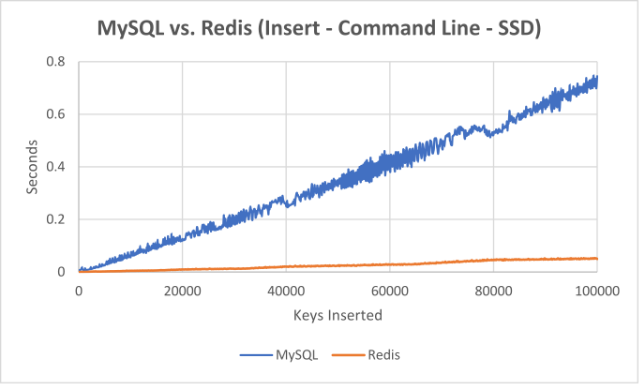 MySQL vs. Redis (Insert - Command Line - SSD)
0.8
0.6
0.4
0.2
0
Seconds
0 20000 40000 60000 80000 100000
Keys Inserted
MySQL Redis